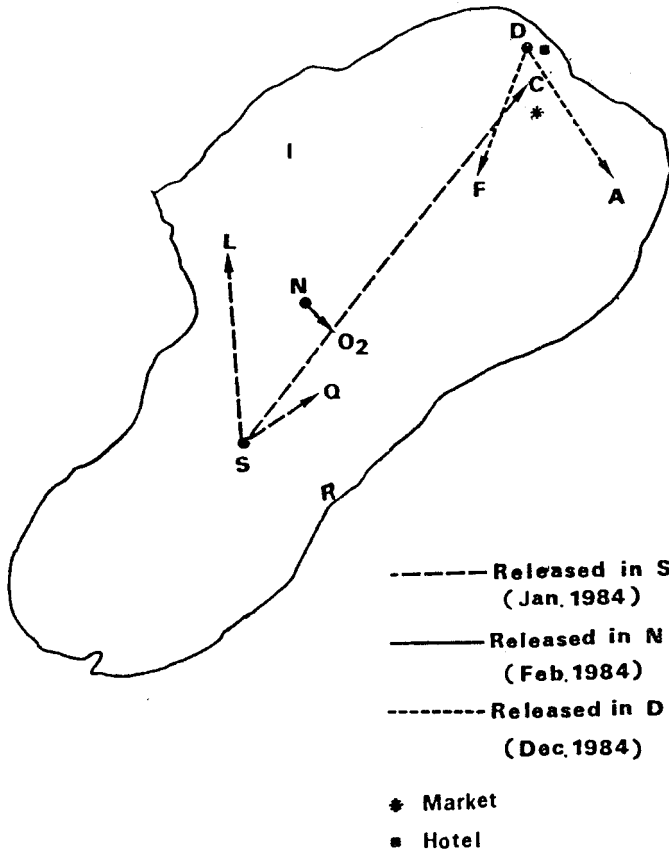 D
C
I
F
A
L
N
O2
Q
S
R
Released in S
(Jan. 1984)
Released in N
(Feb. 1984)
Released in D
(Dec. 1984)
Market
Hotel